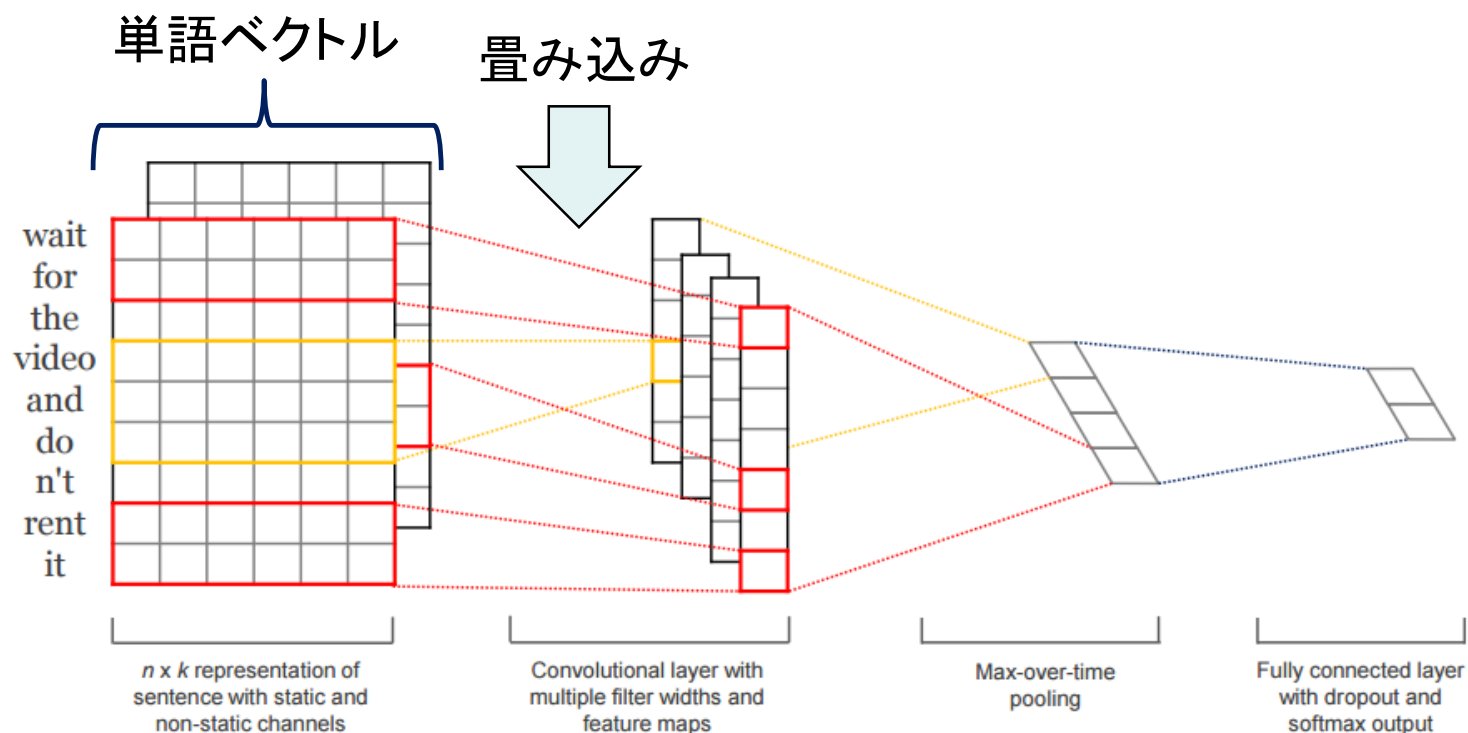 単語ベクトル
畳み込み
wait
for
the
video
and
do
n't
rent
it
n x k representation of
sentence with static and
non-static channels
Convolutional layer with
multiple filter widths and
feature maps
Max-over-time
pooling
Fully connected layer
with dropout and
softmax output